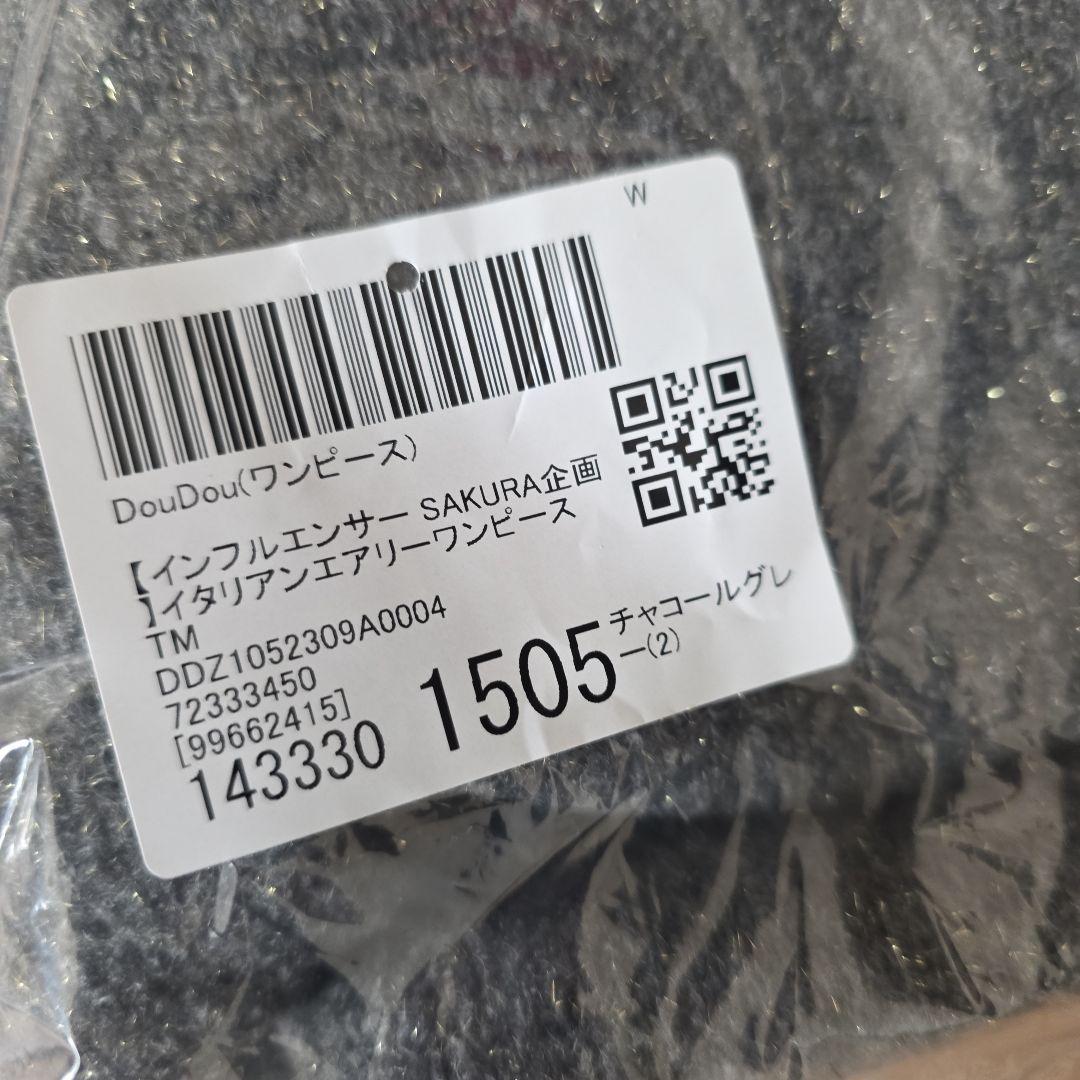 W
DouDou(ワンピース)
【インフルエンサー SAKURA企画
】イタリアンエアリーワンピース
TM
DDZ1052309A0004
72333450
[99662415]
143330
1505
チャコールグレ
ー(2)